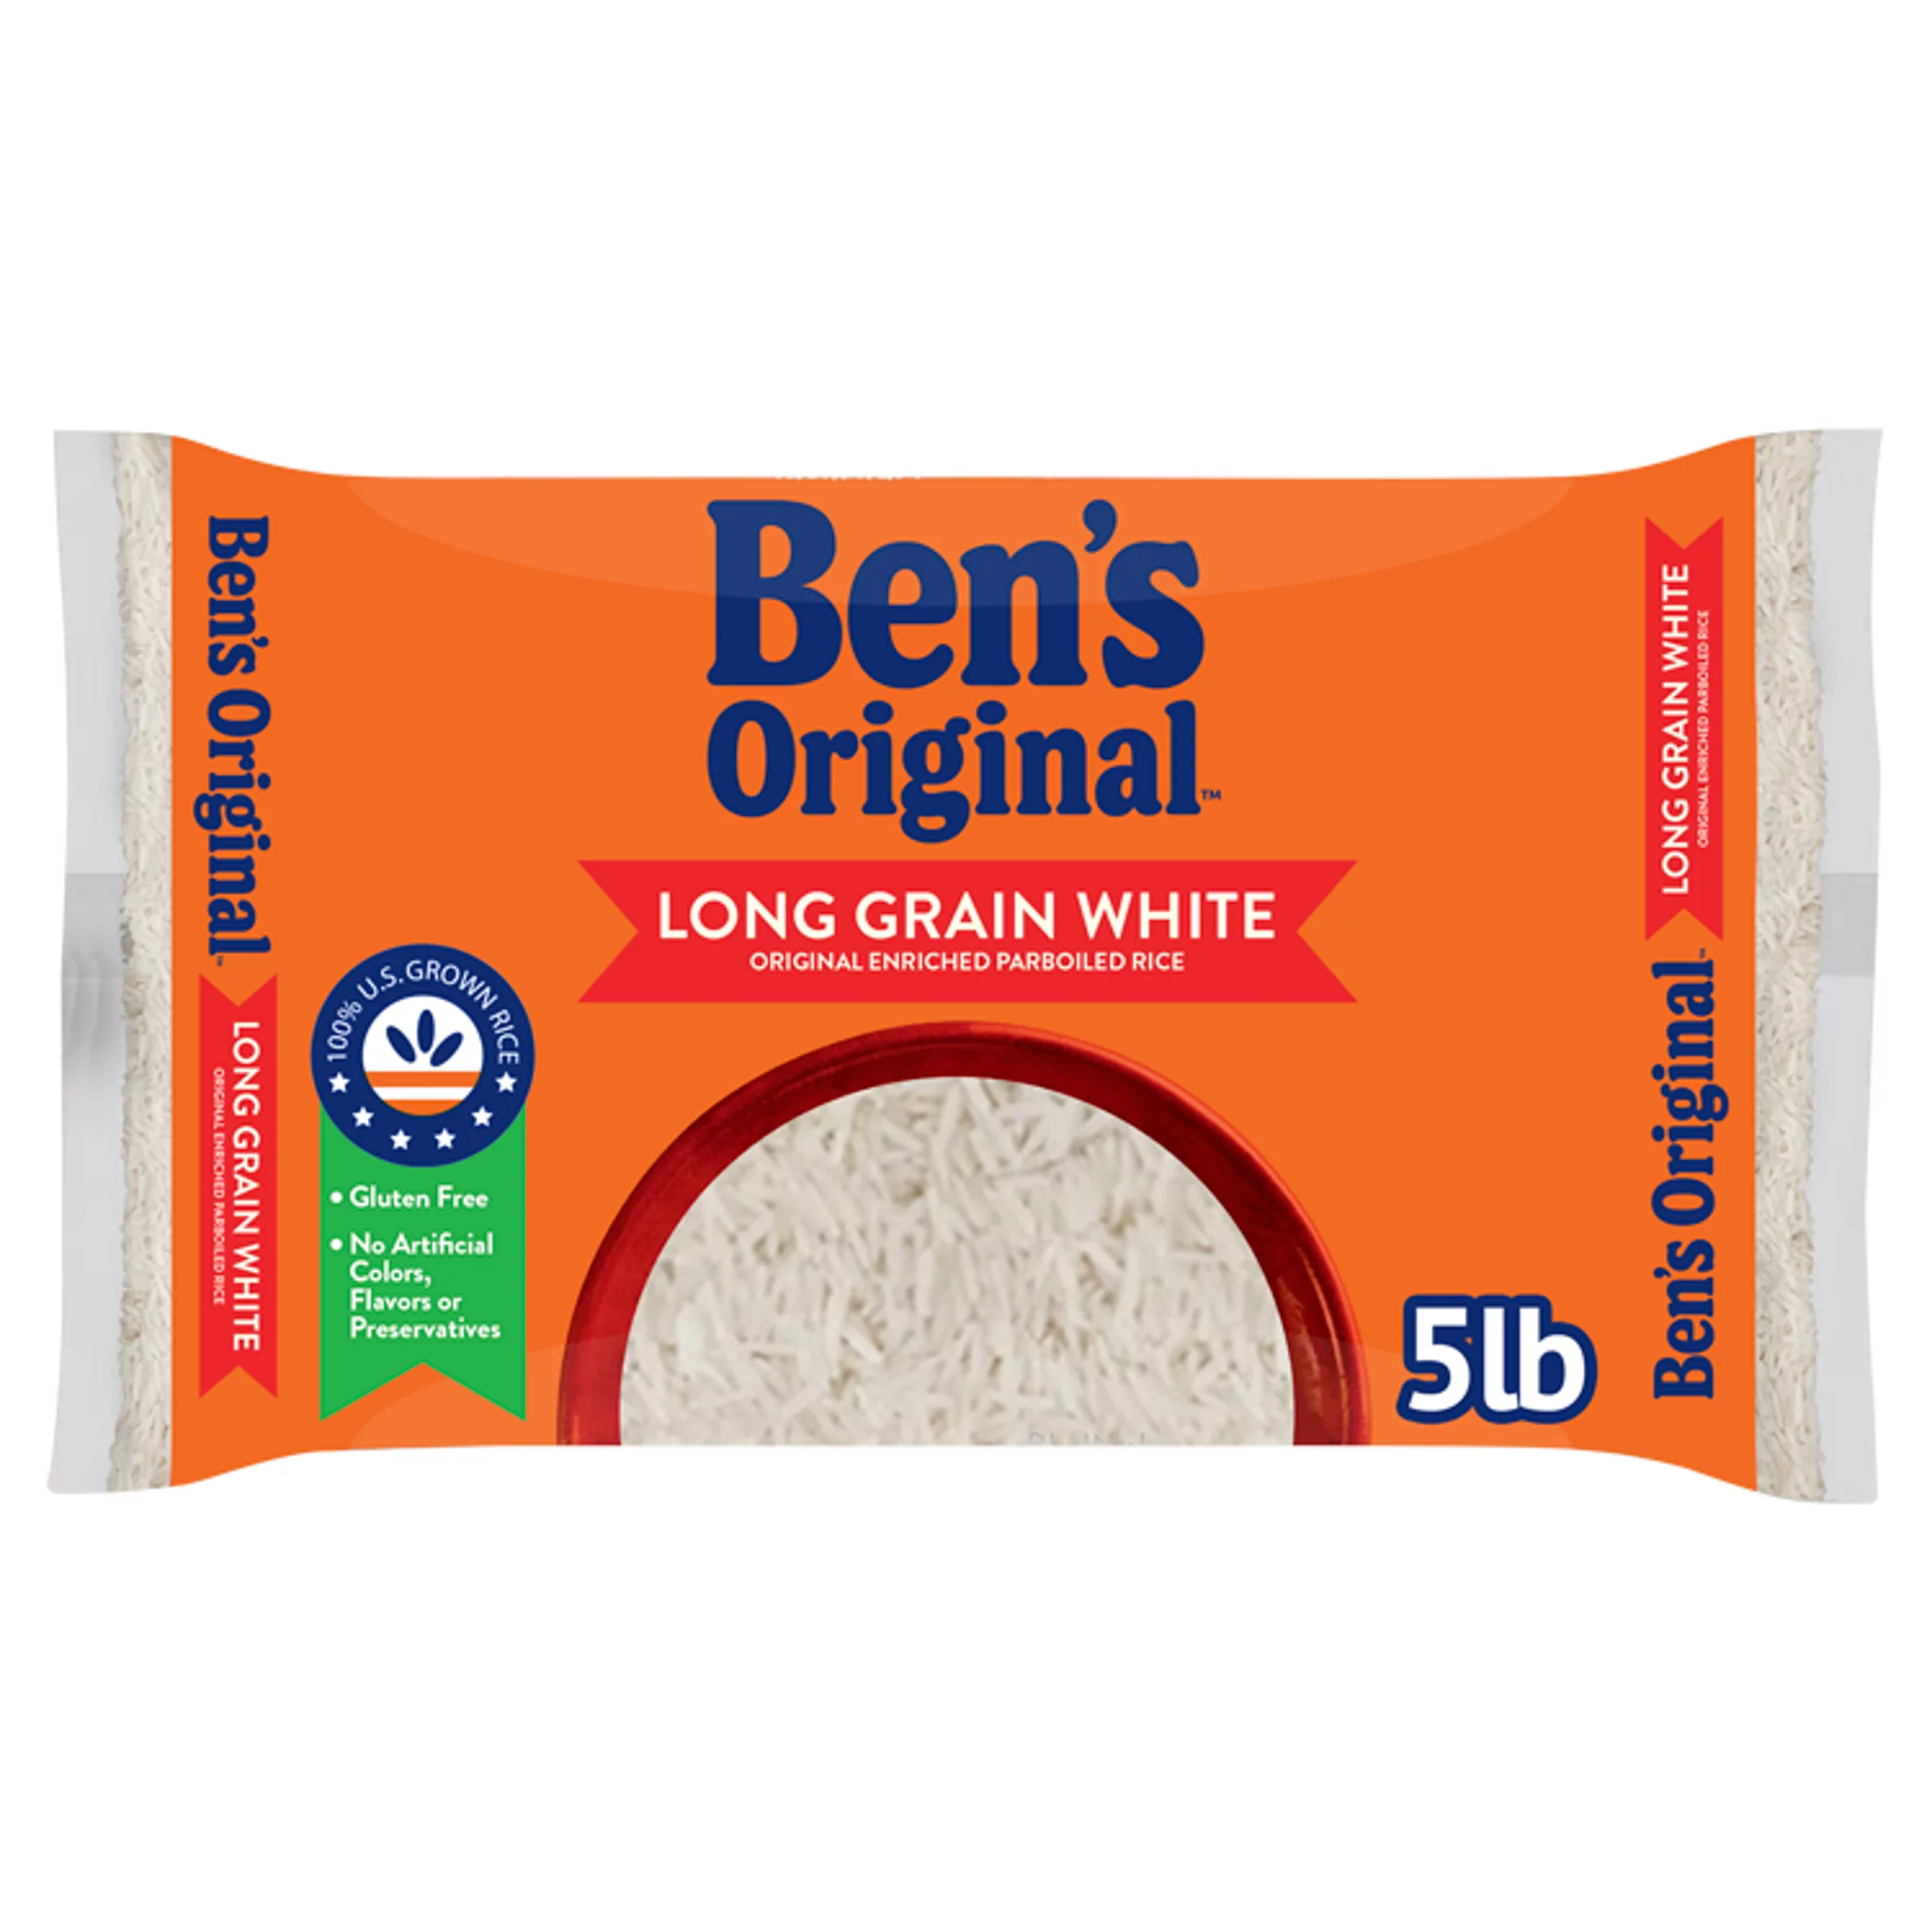 Ben's
Original™
LONG GRAIN WHITE
ORIGINAL ENRICHED PARBOILED RICE
Ben's Original™
LONG GRAIN WHITE
ORIGINAL ENRICHED PARBOILED RICE
100% U.S. GROWN RICE
• Gluten Free
• No Artificial
Colors,
Flavors or
Preservatives
5lb
LONG GRAIN WHITE
ORIGINAL ENRICHED PARBOILED RICE
Ben's Original™